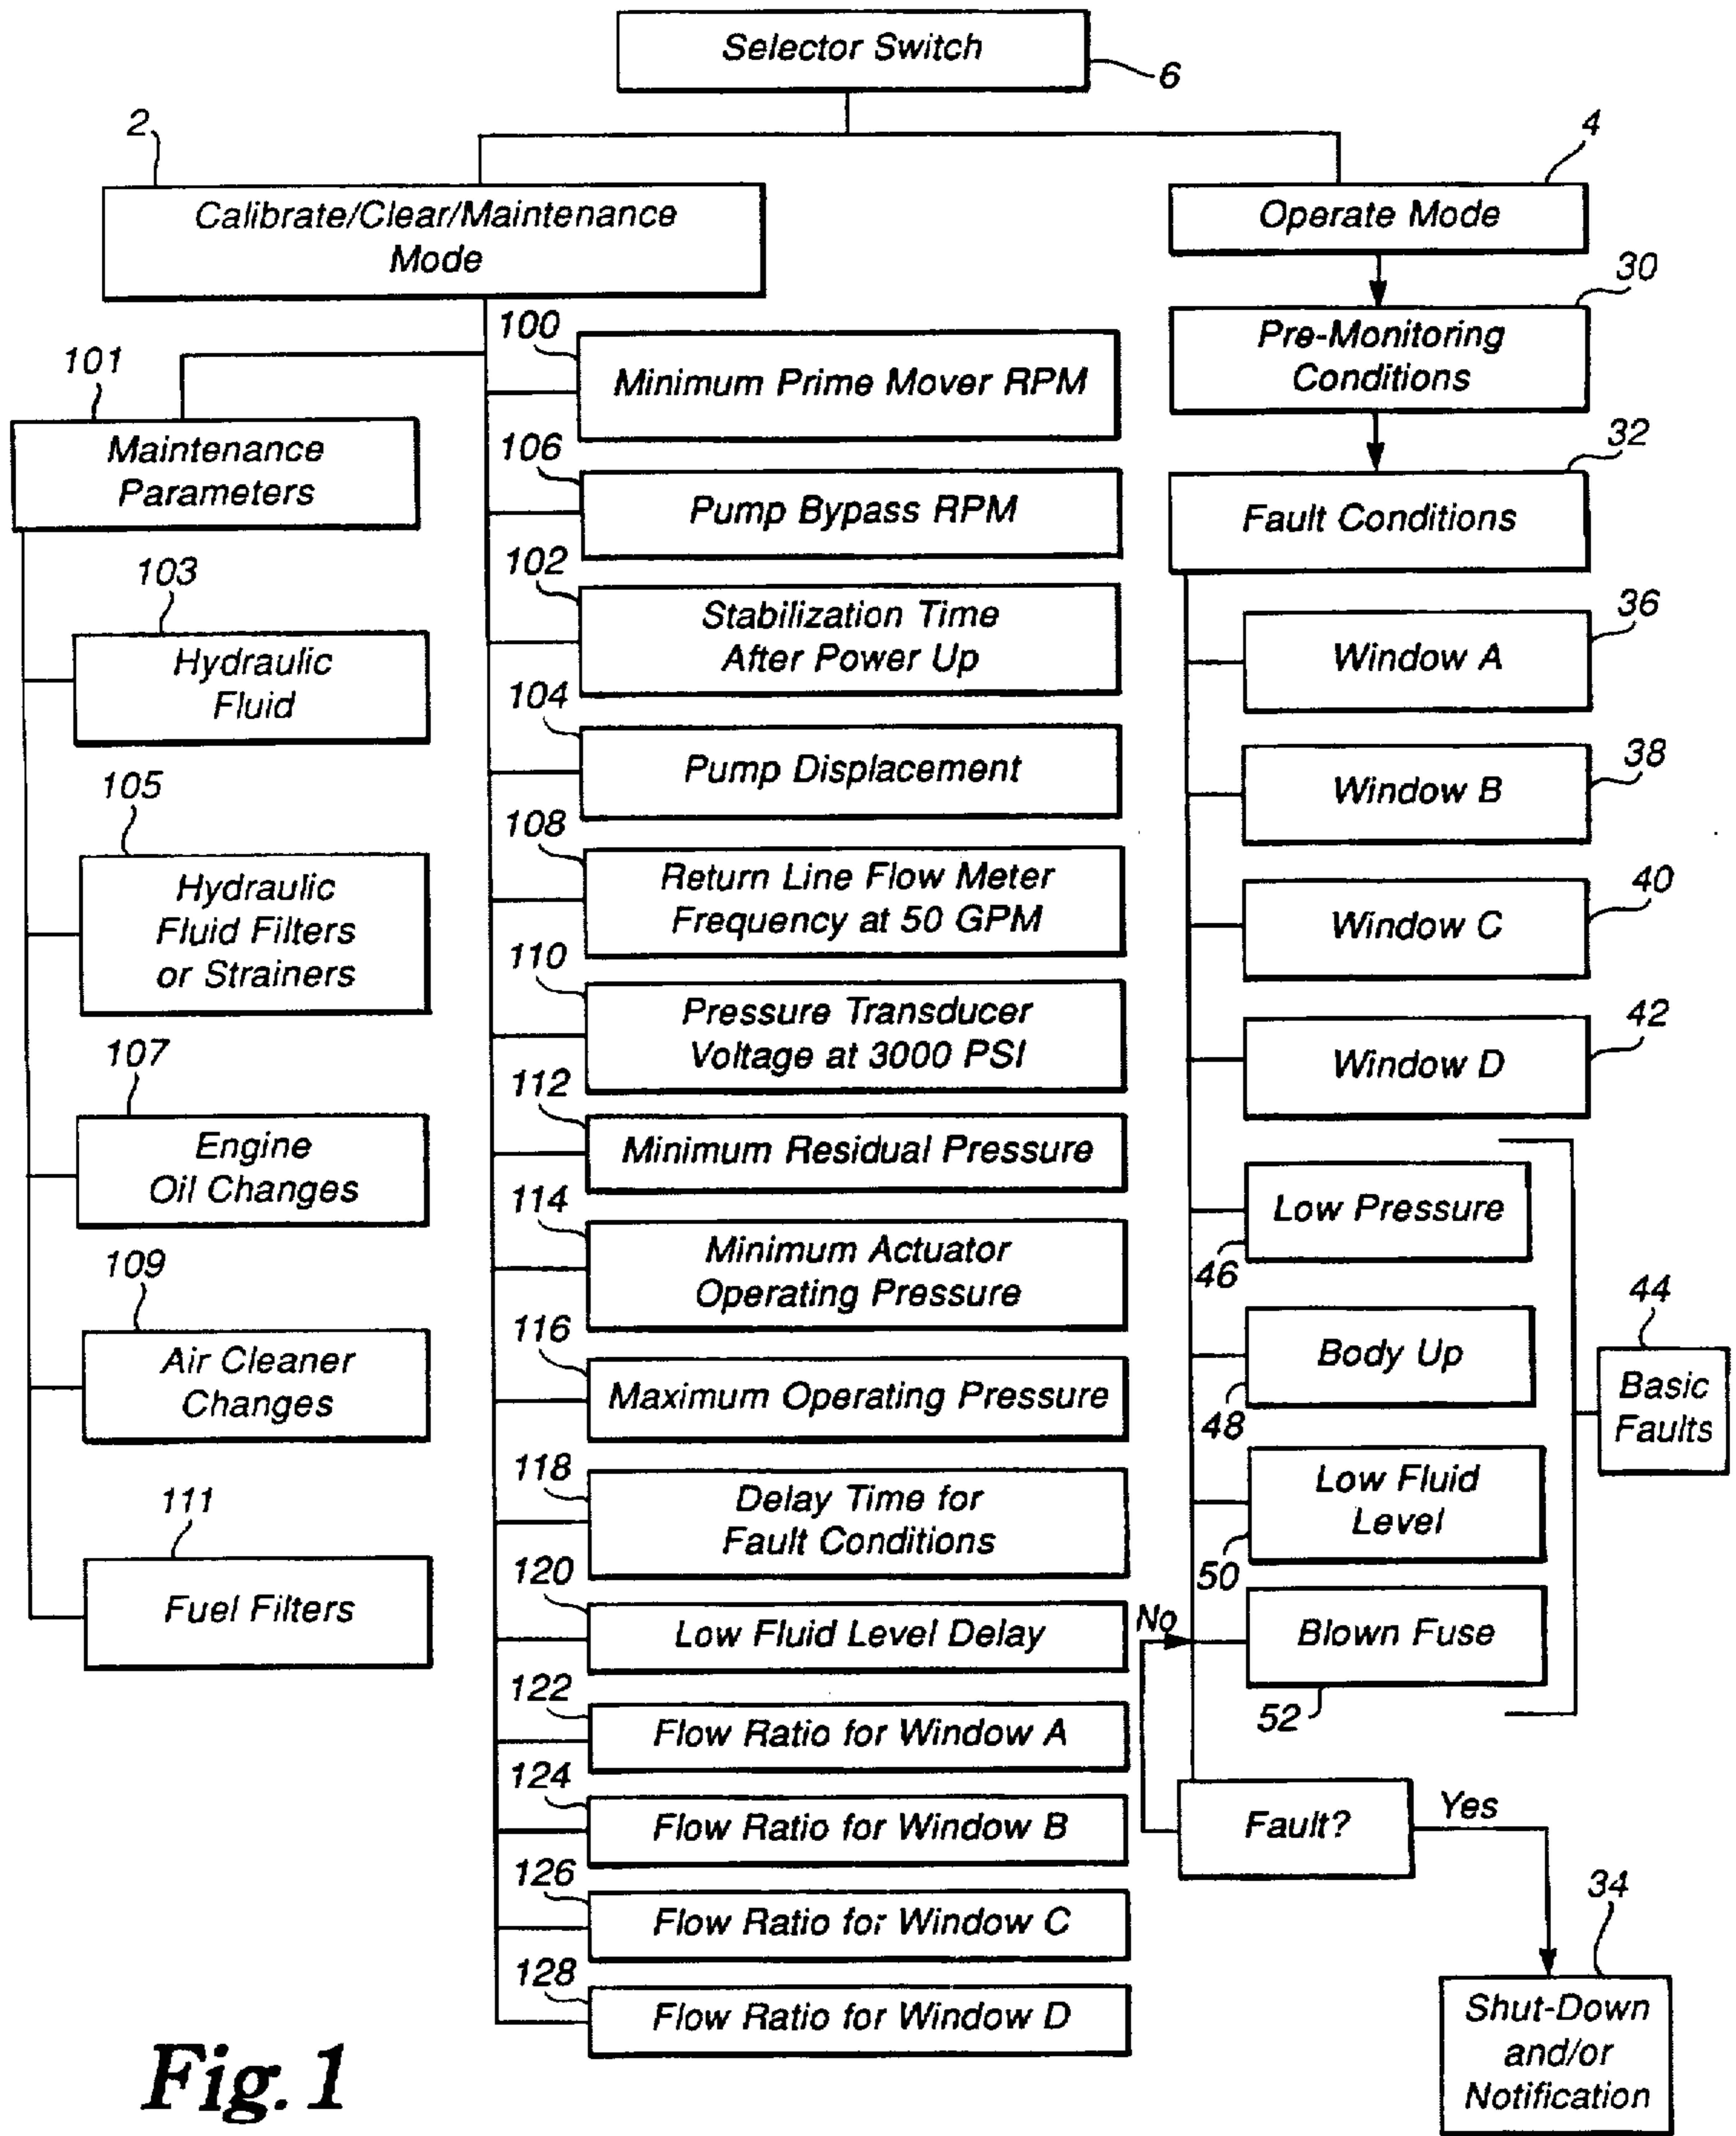 Selector Switch
6
2
Calibrate/Clear/Maintenance
Mode
4
Operate Mode
30
Pre-Monitoring
Conditions
32
Fault Conditions
101
Maintenance
Parameters
103
Hydraulic
Fluid
105
Hydraulic
Fluid Filters
or Strainers
107
Engine
Oil Changes
109
Air Cleaner
Changes
111
Fuel Filters
100
Minimum Prime Mover RPM
106
Pump Bypass RPM
102
Stabilization Time
After Power Up
104
Pump Displacement
108
Return Line Flow Meter
Frequency at 50 GPM
110
Pressure Transducer
Voltage at 3000 PSI
112
Minimum Residual Pressure
114
Minimum Actuator
Operating Pressure
116
Maximum Operating Pressure
118
Delay Time for
Fault Conditions
120
Low Fluid Level Delay
122
Flow Ratio for Window A
124
Flow Ratio for Window B
126
Flow Ratio for Window C
128
Flow Ratio for Window D
36
Window A
38
Window B
40
Window C
42
Window D
Low Pressure
46
Body Up
48
Low Fluid
Level
50
Blown Fuse
52
44
Basic
Faults
No
Fault?
Yes
34
Shut-Down
and/or
Notification
Fig. 1